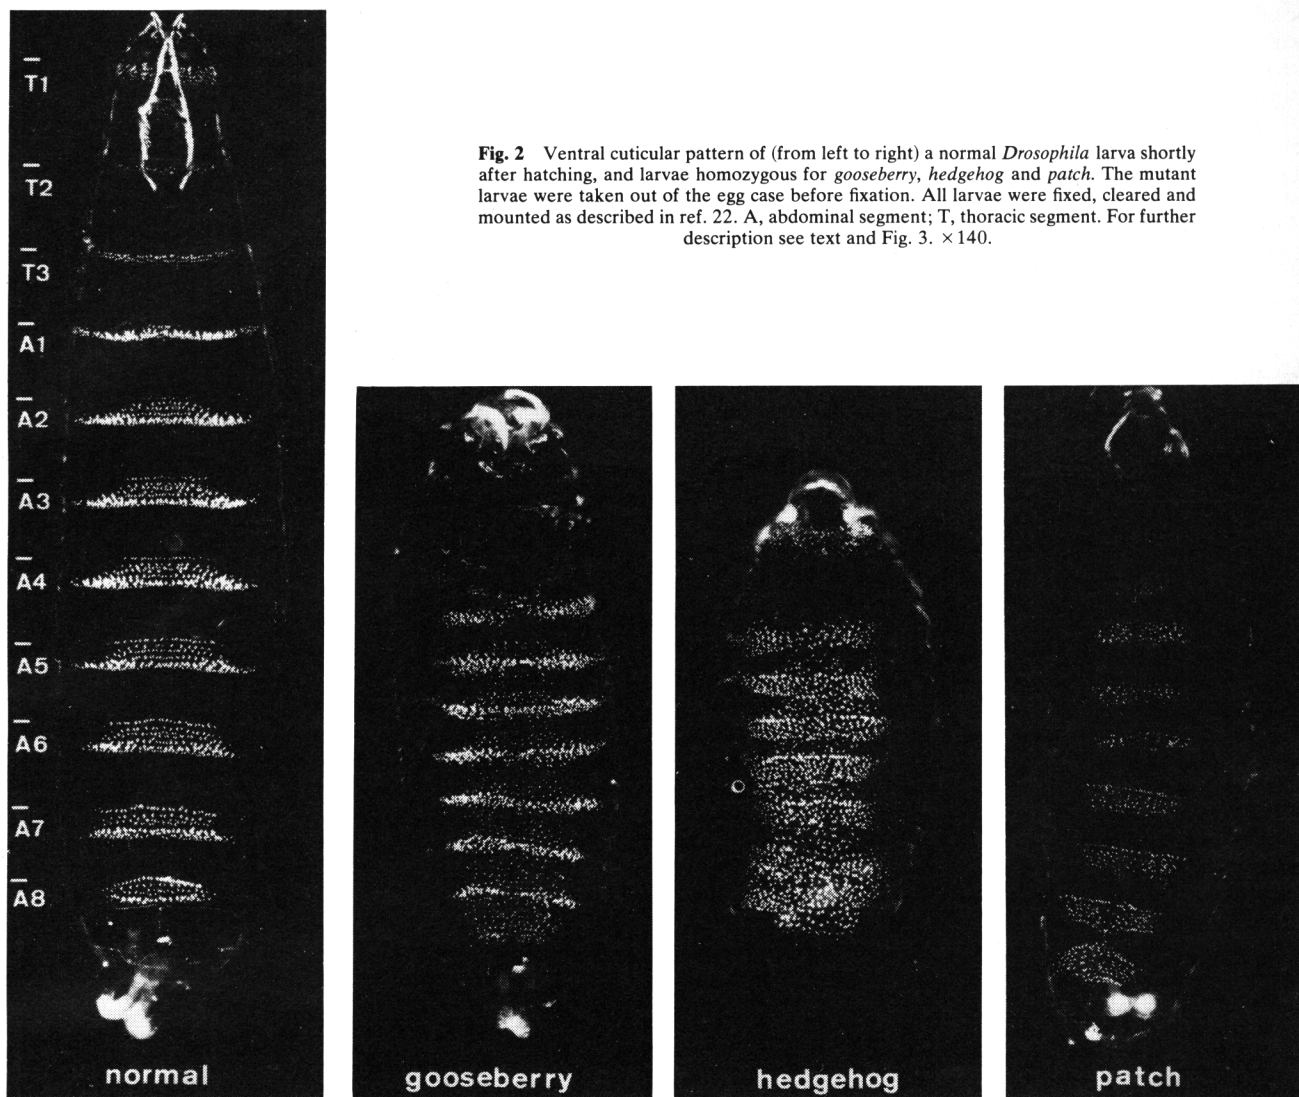 Fig. 2 Ventral cuticular pattern of (from left to right) a normal Drosophila larva shortly
after hatching, and larvae homozygous for gooseberry, hedgehog and patch. The mutant
larvae were taken out of the egg case before fixation. All larvae were fixed, cleared and
mounted as described in ref. 22. A, abdominal segment; T, thoracic segment. For further
description see text and Fig. 3. ×140.
T1
T2
T3
A1
A2
A3
A4
A5
A6
A7
A8
normal
gooseberry
hedgehog
patch